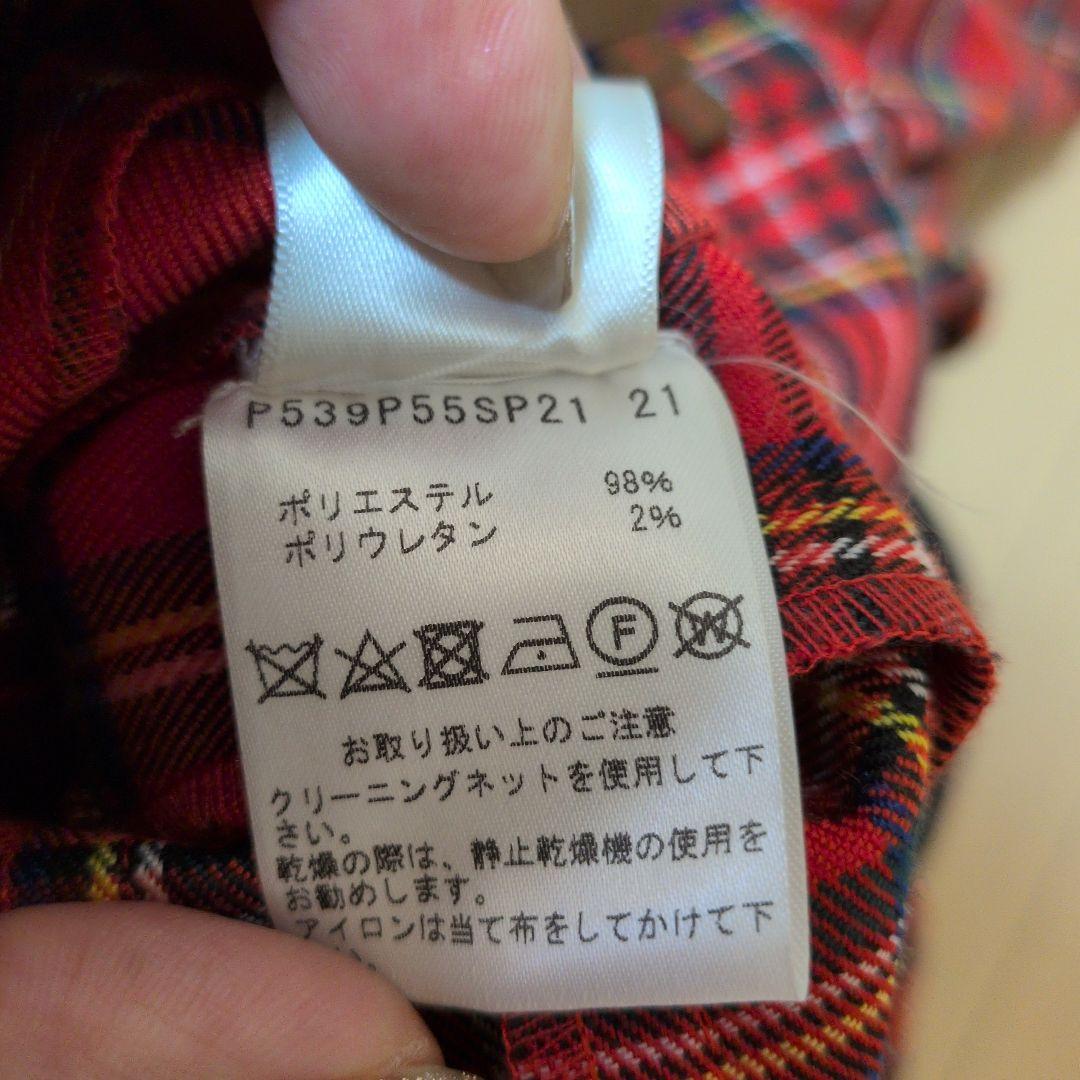 P539P55SP21 21
ポリエステル 98%
ポリウレタン 2%
F W
お取り扱い上のご注意
クリーニングネットを使用して下
さい。
乾燥の際は、静止乾燥機の使用を
お勧めします。
アイロンは当て布をしてかけて下